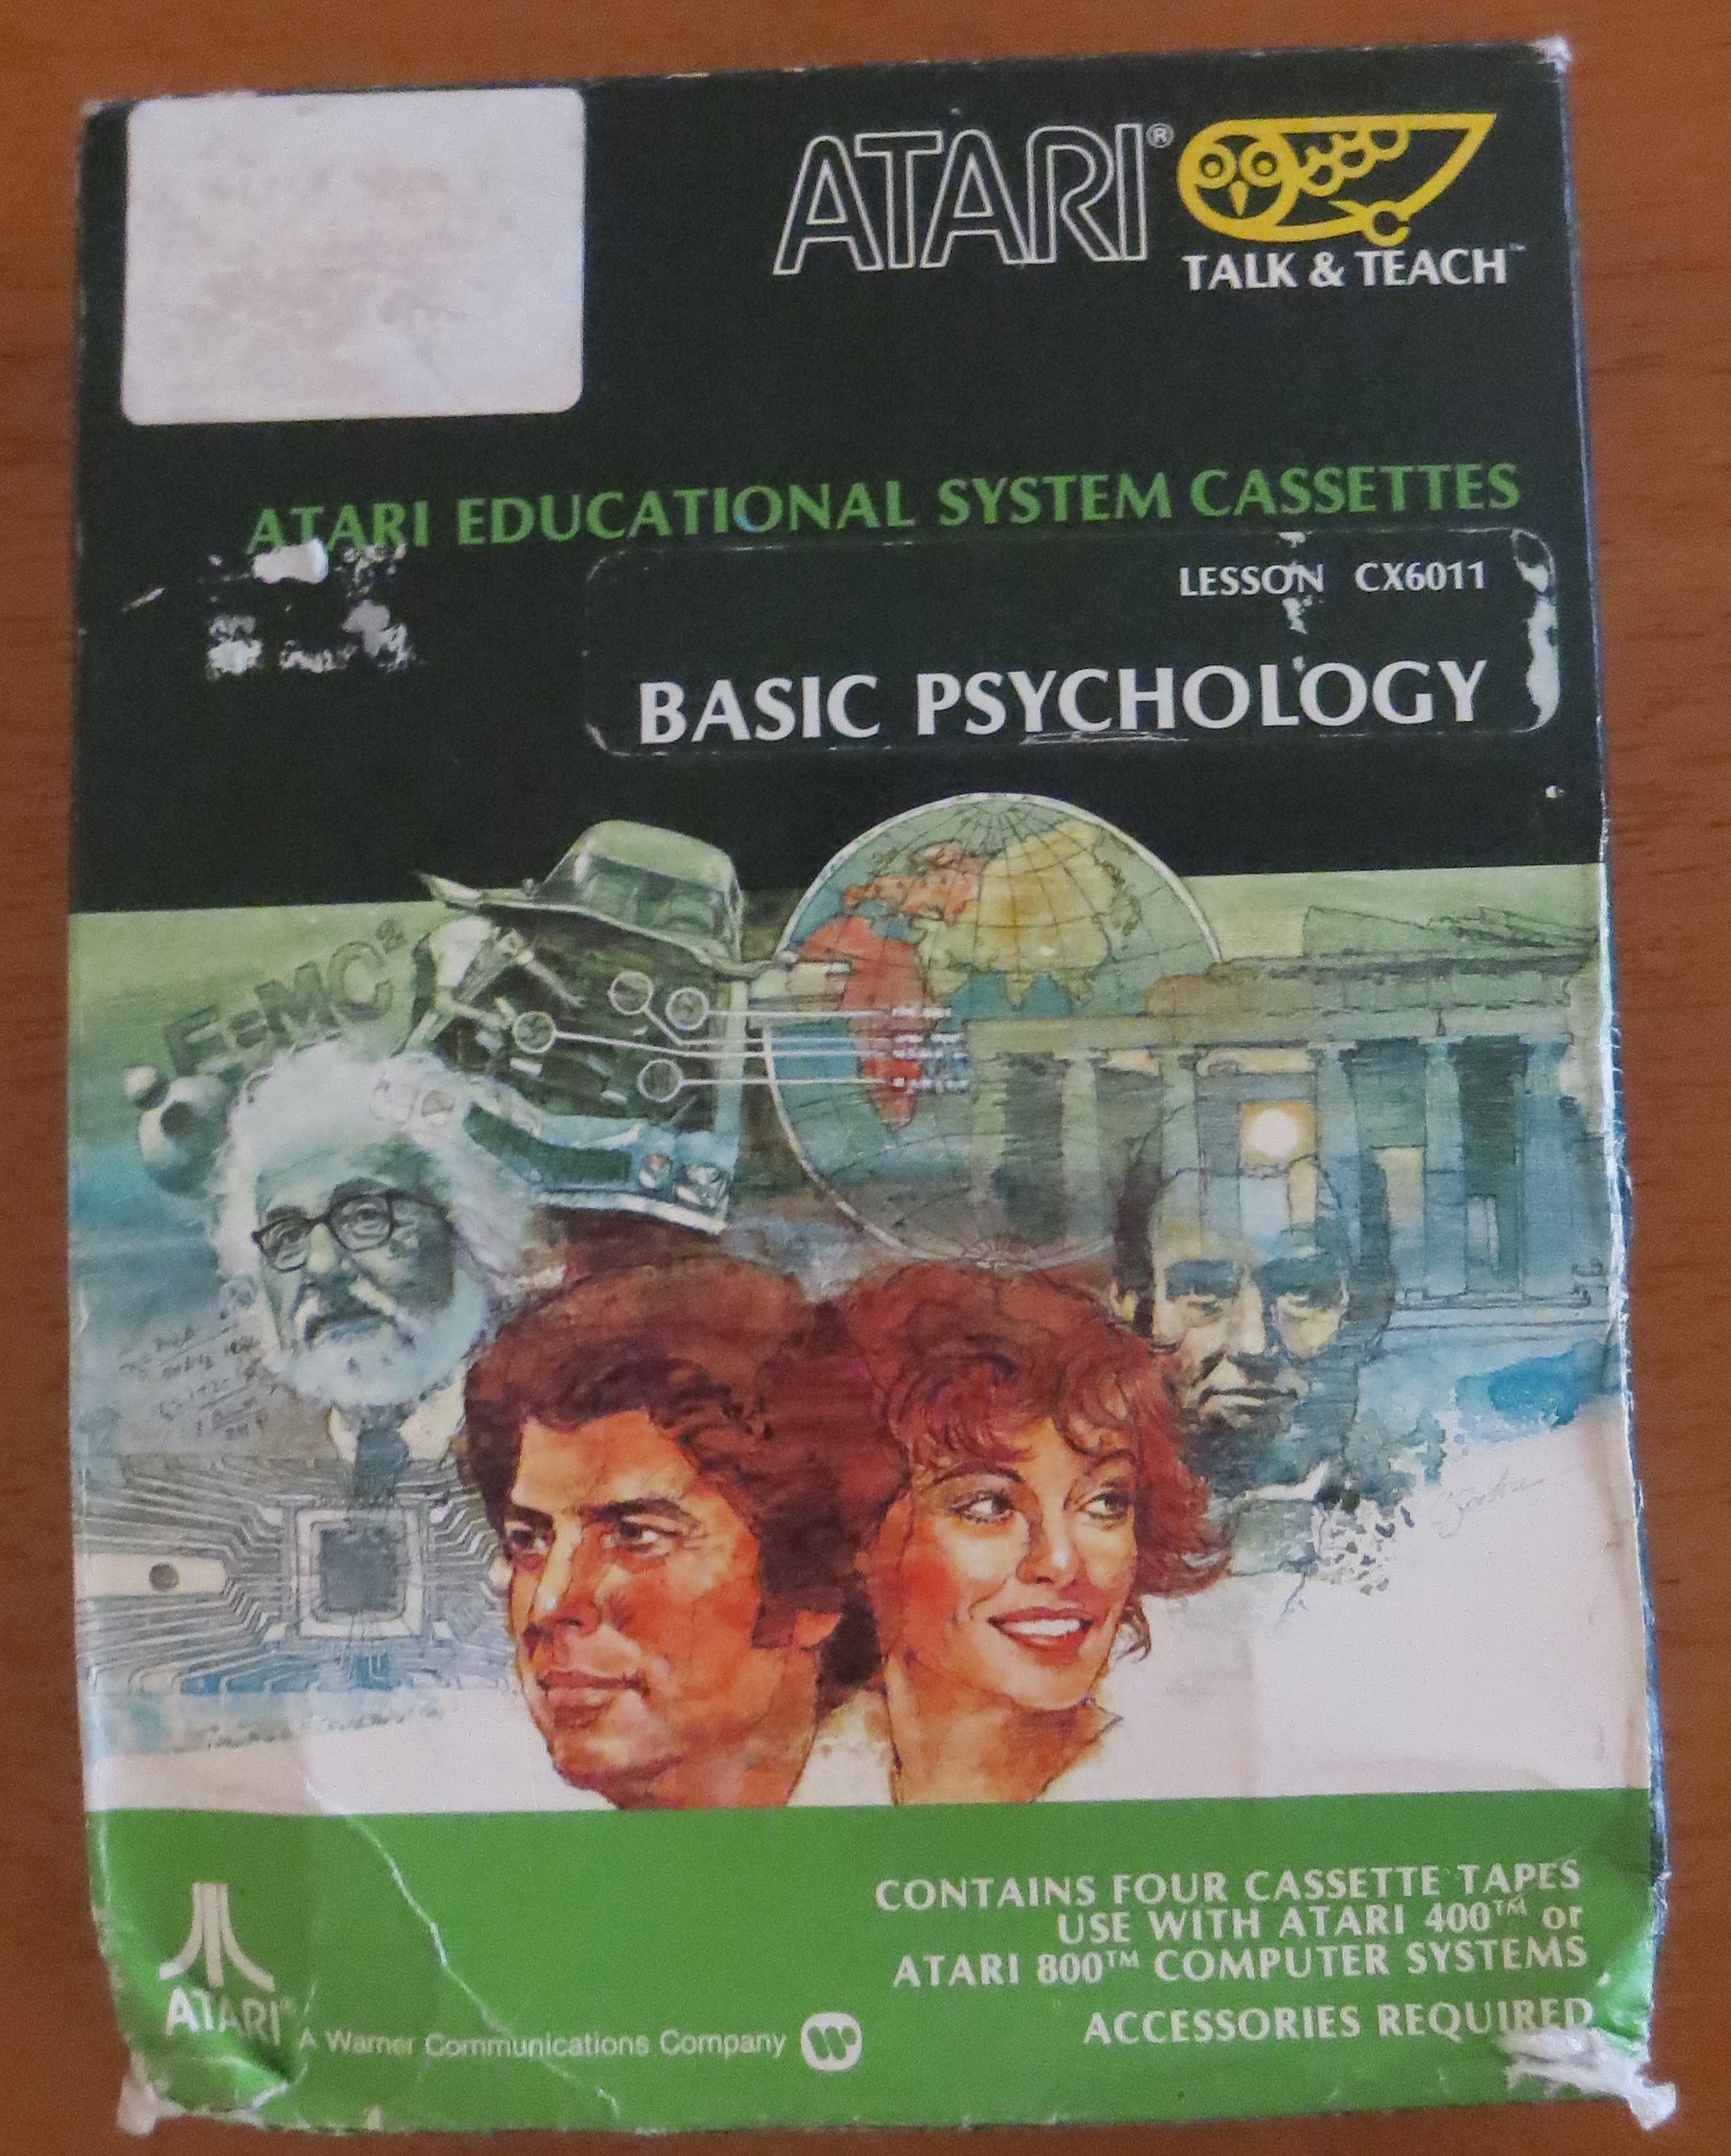 ATARI®
TALK & TEACH™
ATARI EDUCATIONAL SYSTEM CASSETTES
LESSON CX6011
BASIC PSYCHOLOGY
E=MC²
CONTAINS FOUR CASSETTE TAPES
USE WITH ATARI 400™ or
ATARI 800™ COMPUTER SYSTEMS
ACCESSORIES REQUIRED
ATARI®
A Warner Communications Company